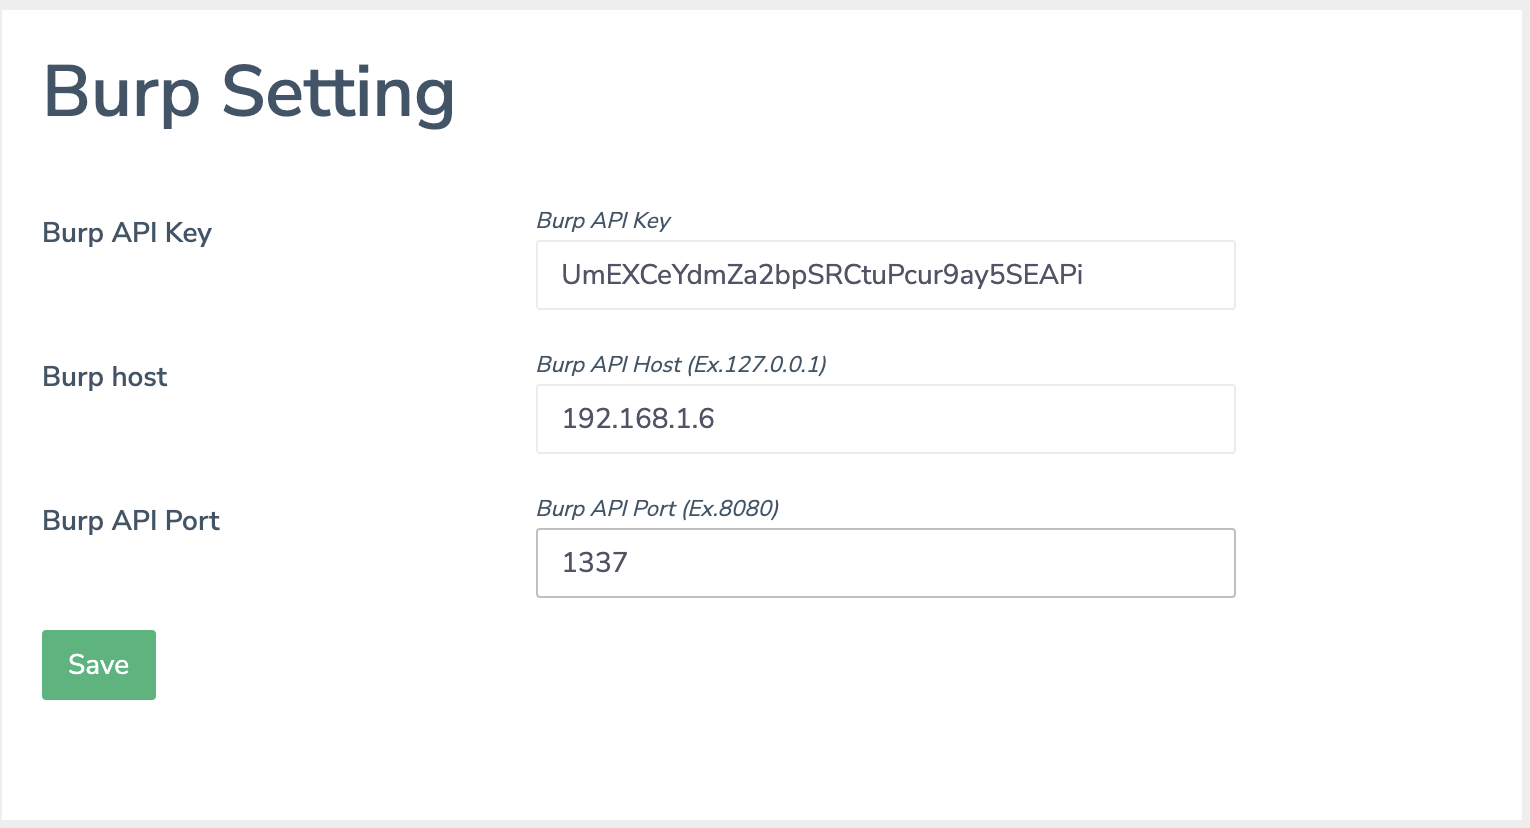 Burp Setting
Burp API Key
Burp API Key
UmEXCeYdmZa2bpSRCtuPcur9ay5SEAPi
Burp host
Burp API Host (Ex.127.0.0.1)
192.168.1.6
Burp API Port
Burp API Port (Ex.8080)
1337
Save